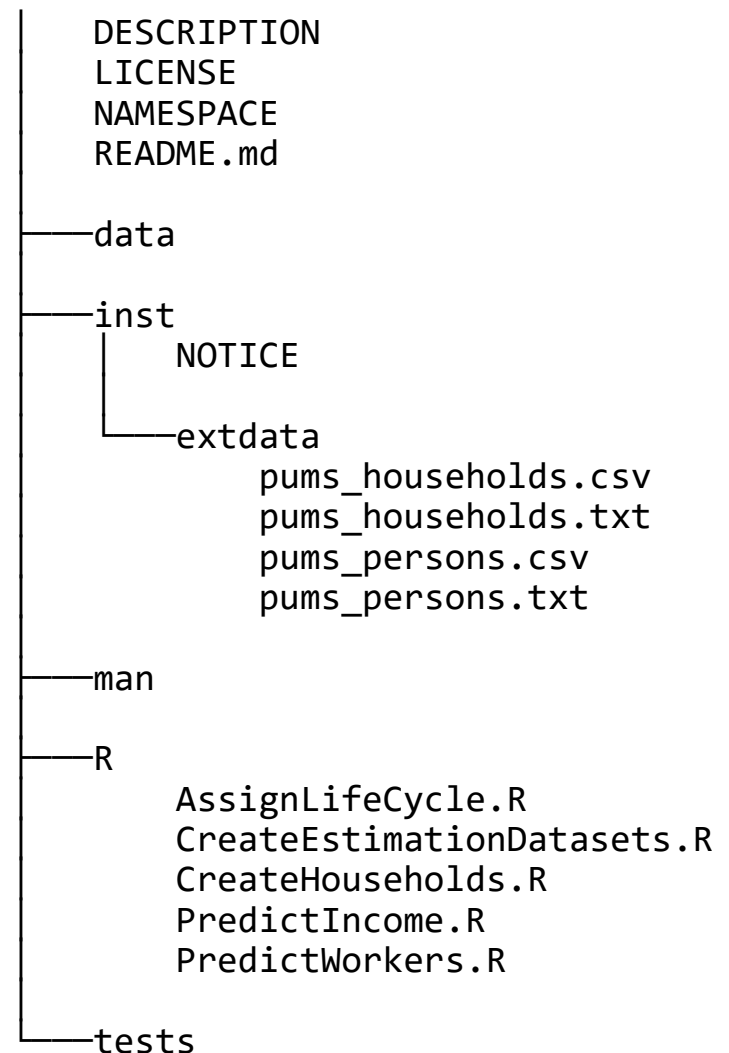 DESCRIPTION
LICENSE
NAMESPACE
README.md
data
inst
NOTICE
extdata
pums_households.csv
pums_households.txt
pums_persons.csv
pums_persons.txt
man
R
AssignLifeCycle.R
CreateEstimationDatasets.R
CreateHouseholds.R
PredictIncome.R
PredictWorkers.R
tests